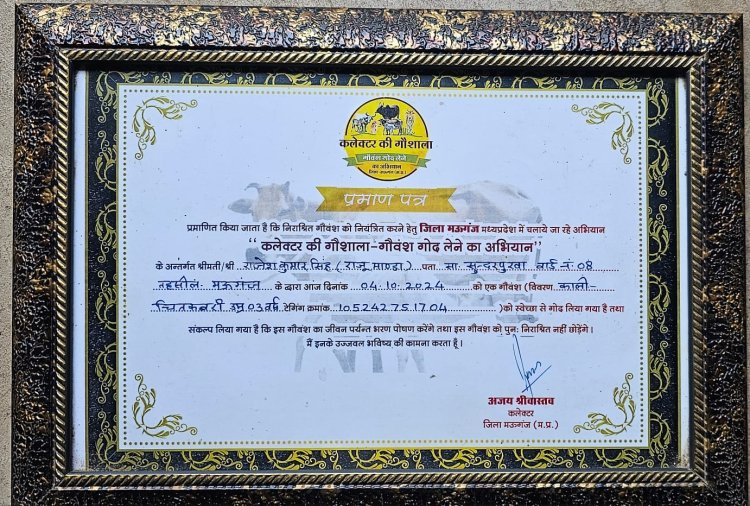 कलेक्टर की गौशाला
गौवंश गोद लेने
का अभियान
जिला मऊगंज (म.प्र.)
प्रमाण पत्र
प्रमाणित किया जाता है कि निराश्रित गौवंश को नियंत्रित करने हेतु जिला मऊगंज मध्यप्रदेश में चलाये जा रहे अभियान
“कलेक्टर की गौशाला-गौवंश गोद लेने का अभियान”
के अन्तर्गत श्रीमती/श्री राजेश कुमार सिंह (राजू साण्डा) पता सा. सुन्दरपुरवा वार्ड नं 08
तहसील मऊगंज के द्वारा आज दिनांक 04.10.2024 को एक गौवंश (विवरण काली-
चितकबरी उम्र 03 वर्ष टैगिंग क्रमांक 105242751704 )को स्वेच्छा से गोद लिया गया है तथा
संकल्प लिया गया है कि इस गौवंश का जीवन पर्यन्त भरण पोषण करेंगे तथा इस गौवंश को पुनः निराश्रित नहीं छोड़ेंगे।
मैं इनके उज्जवल भविष्य की कामना करता हूँ।
अजय श्रीवास्तव
कलेक्टर
जिला मऊगंज (म.प्र.)